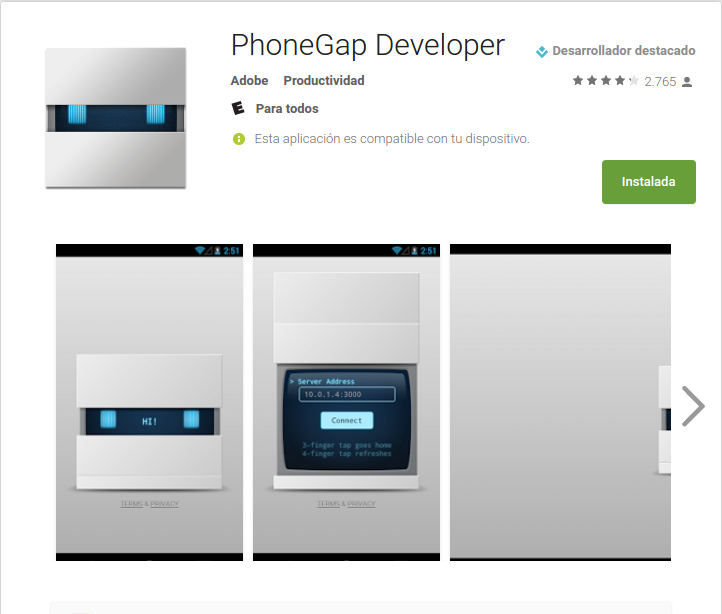 PhoneGap Developer
Desarrollador destacado
Adobe Productividad
2.765
E Para todos
Esta aplicación es compatible con tu dispositivo.
Instalada
2:51
HI!
TERMS & PRIVACY
2:51
> Server Address
10.0.1.4:3000
Connect
3-finger tap goes home
4-finger tap refreshes
TERMS & PRIVACY